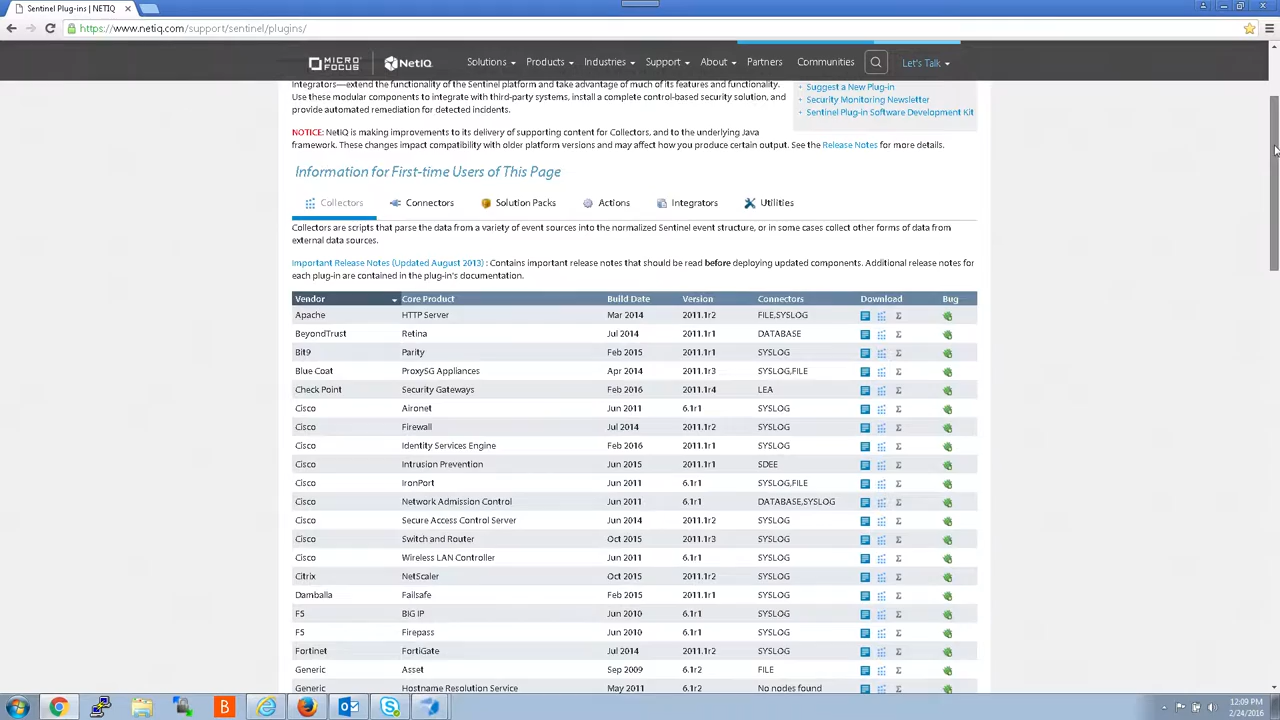 Sentinel Plug-ins | NETIQ
https://www.netiq.com/support/sentinel/plugins/
MICRO FOCUS NetIQ. Solutions Products Industries Support About Partners Communities Let's Talk
Integrators—extend the functionality of the Sentinel platform and take advantage of much of its features and functionality.
Use these modular components to integrate with third-party systems, install a complete control-based security solution, and
provide automated remediation for detected incidents.
Suggest a New Plug-in
Security Monitoring Newsletter
Sentinel Plug-in Software Development Kit
NOTICE: NetIQ is making improvements to its delivery of supporting content for Collectors, and to the underlying Java
framework. These changes impact compatibility with older platform versions and may affect how you produce certain output. See the Release Notes for more details.
Information for First-time Users of This Page
Collectors Connectors Solution Packs Actions Integrators Utilities
Collectors are scripts that parse the data from a variety of event sources into the normalized Sentinel event structure, or in some cases collect other forms of data from
external data sources.
Important Release Notes (Updated August 2013) : Contains important release notes that should be read before deploying updated components. Additional release notes for
each plug-in are contained in the plug-in's documentation.
Vendor Core Product Build Date Version Connectors Download Bug
Apache HTTP Server Mar 2014 2011.1r2 FILE,SYSLOG Σ
BeyondTrust Retina Jul 2014 2011.1r1 DATABASE Σ
Bit9 Parity Feb 2015 2011.1r1 SYSLOG Σ
Blue Coat ProxySG Appliances Apr 2014 2011.1r3 SYSLOG,FILE Σ
Check Point Security Gateways Feb 2016 2011.1r4 LEA Σ
Cisco Aironet Jun 2011 6.1r1 SYSLOG Σ
Cisco Firewall Jul 2014 2011.1r2 SYSLOG Σ
Cisco Identity Services Engine Feb 2016 2011.1r1 SYSLOG Σ
Cisco Intrusion Prevention Jun 2015 2011.1r1 SDEE Σ
Cisco IronPort Jun 2011 6.1r1 SYSLOG,FILE Σ
Cisco Network Admission Control Jun 2011 6.1r1 DATABASE,SYSLOG Σ
Cisco Secure Access Control Server Jun 2014 2011.1r1 SYSLOG Σ
Cisco Switch and Router Oct 2015 2011.1r3 SYSLOG Σ
Cisco Wireless LAN Controller Jun 2011 6.1r1 SYSLOG Σ
Citrix NetScaler Oct 2015 2011.1r2 SYSLOG Σ
Damballa Failsafe Feb 2015 2011.1r1 SYSLOG Σ
F5 BIG IP Jun 2010 6.1r1 SYSLOG Σ
F5 Firepass Jun 2010 6.1r1 SYSLOG Σ
Fortinet FortiGate Jul 2014 2011.1r1 SYSLOG Σ
Generic Asset Sep 2009 6.1r2 FILE Σ
Generic Hostname Resolution Service May 2011 6.1r2 No nodes found Σ
12:09 PM
2/24/2016